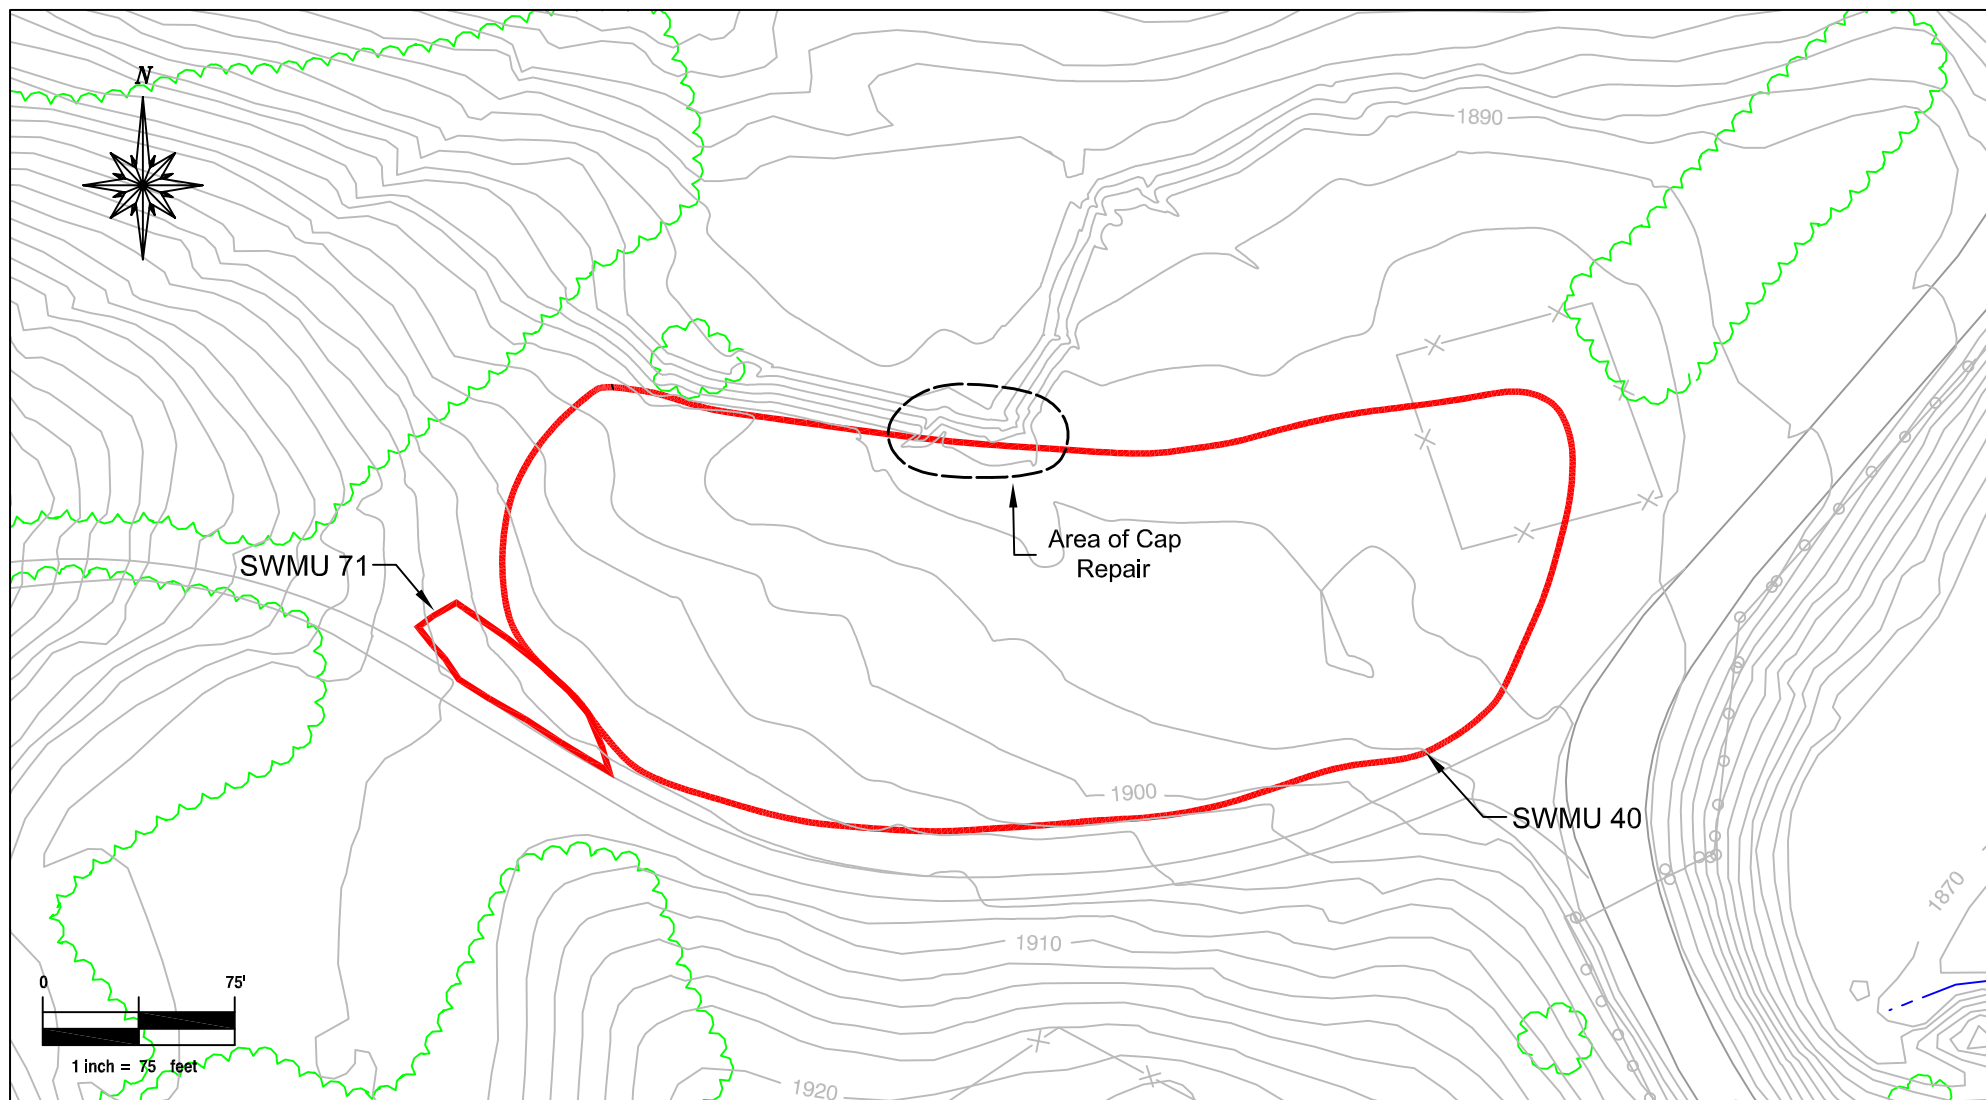 N
1890
SWMU 71
Area of Cap
Repair
1900
SWMU 40
1870
1910
0 75'
1 inch = 75 feet
1920